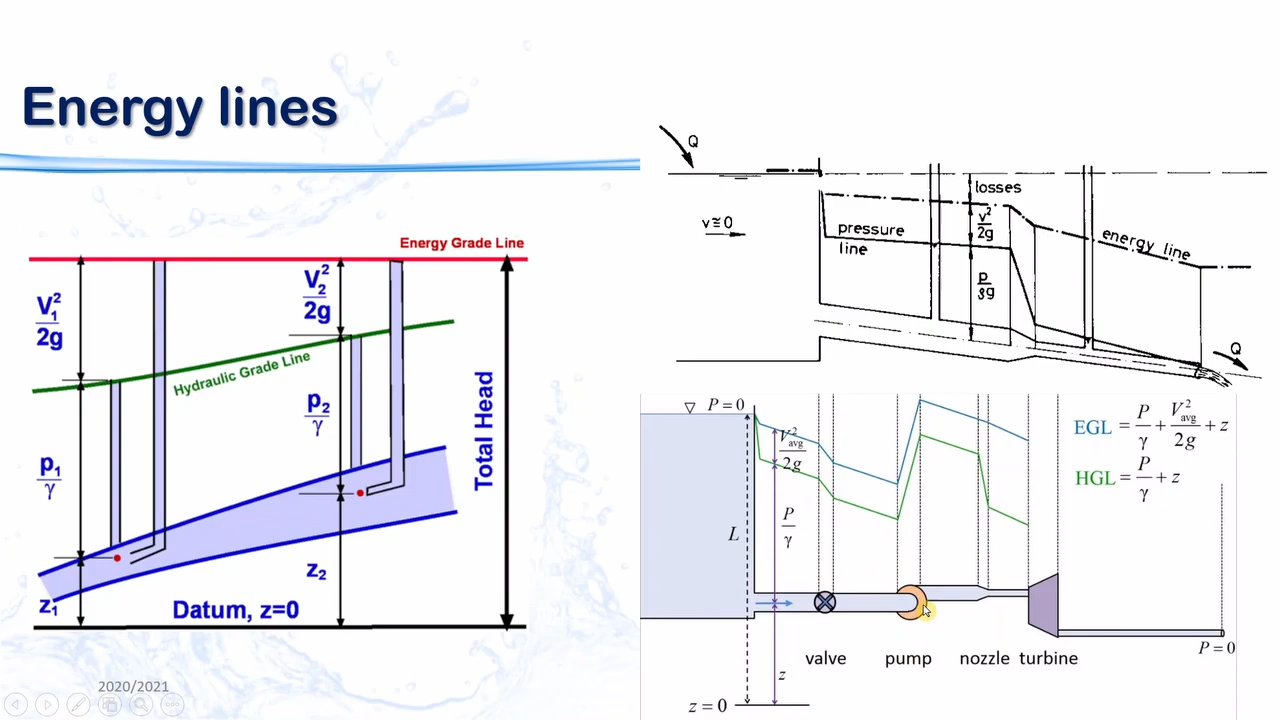 Energy lines
Energy Grade Line
V₁²/2g
V₂²/2g
Hydraulic Grade Line
p₁/γ
p₂/γ
Total Head
z₁
z₂
Datum, z=0
2020/2021
Q
losses
v≅0
pressure
line
v²/2g
energy line
p/ϱg
Q
P = 0
V²avg/2g
EGL = P/γ + V²avg/2g + z
HGL = P/γ + z
P/γ
L
valve
pump
nozzle
turbine
P = 0
z
z = 0